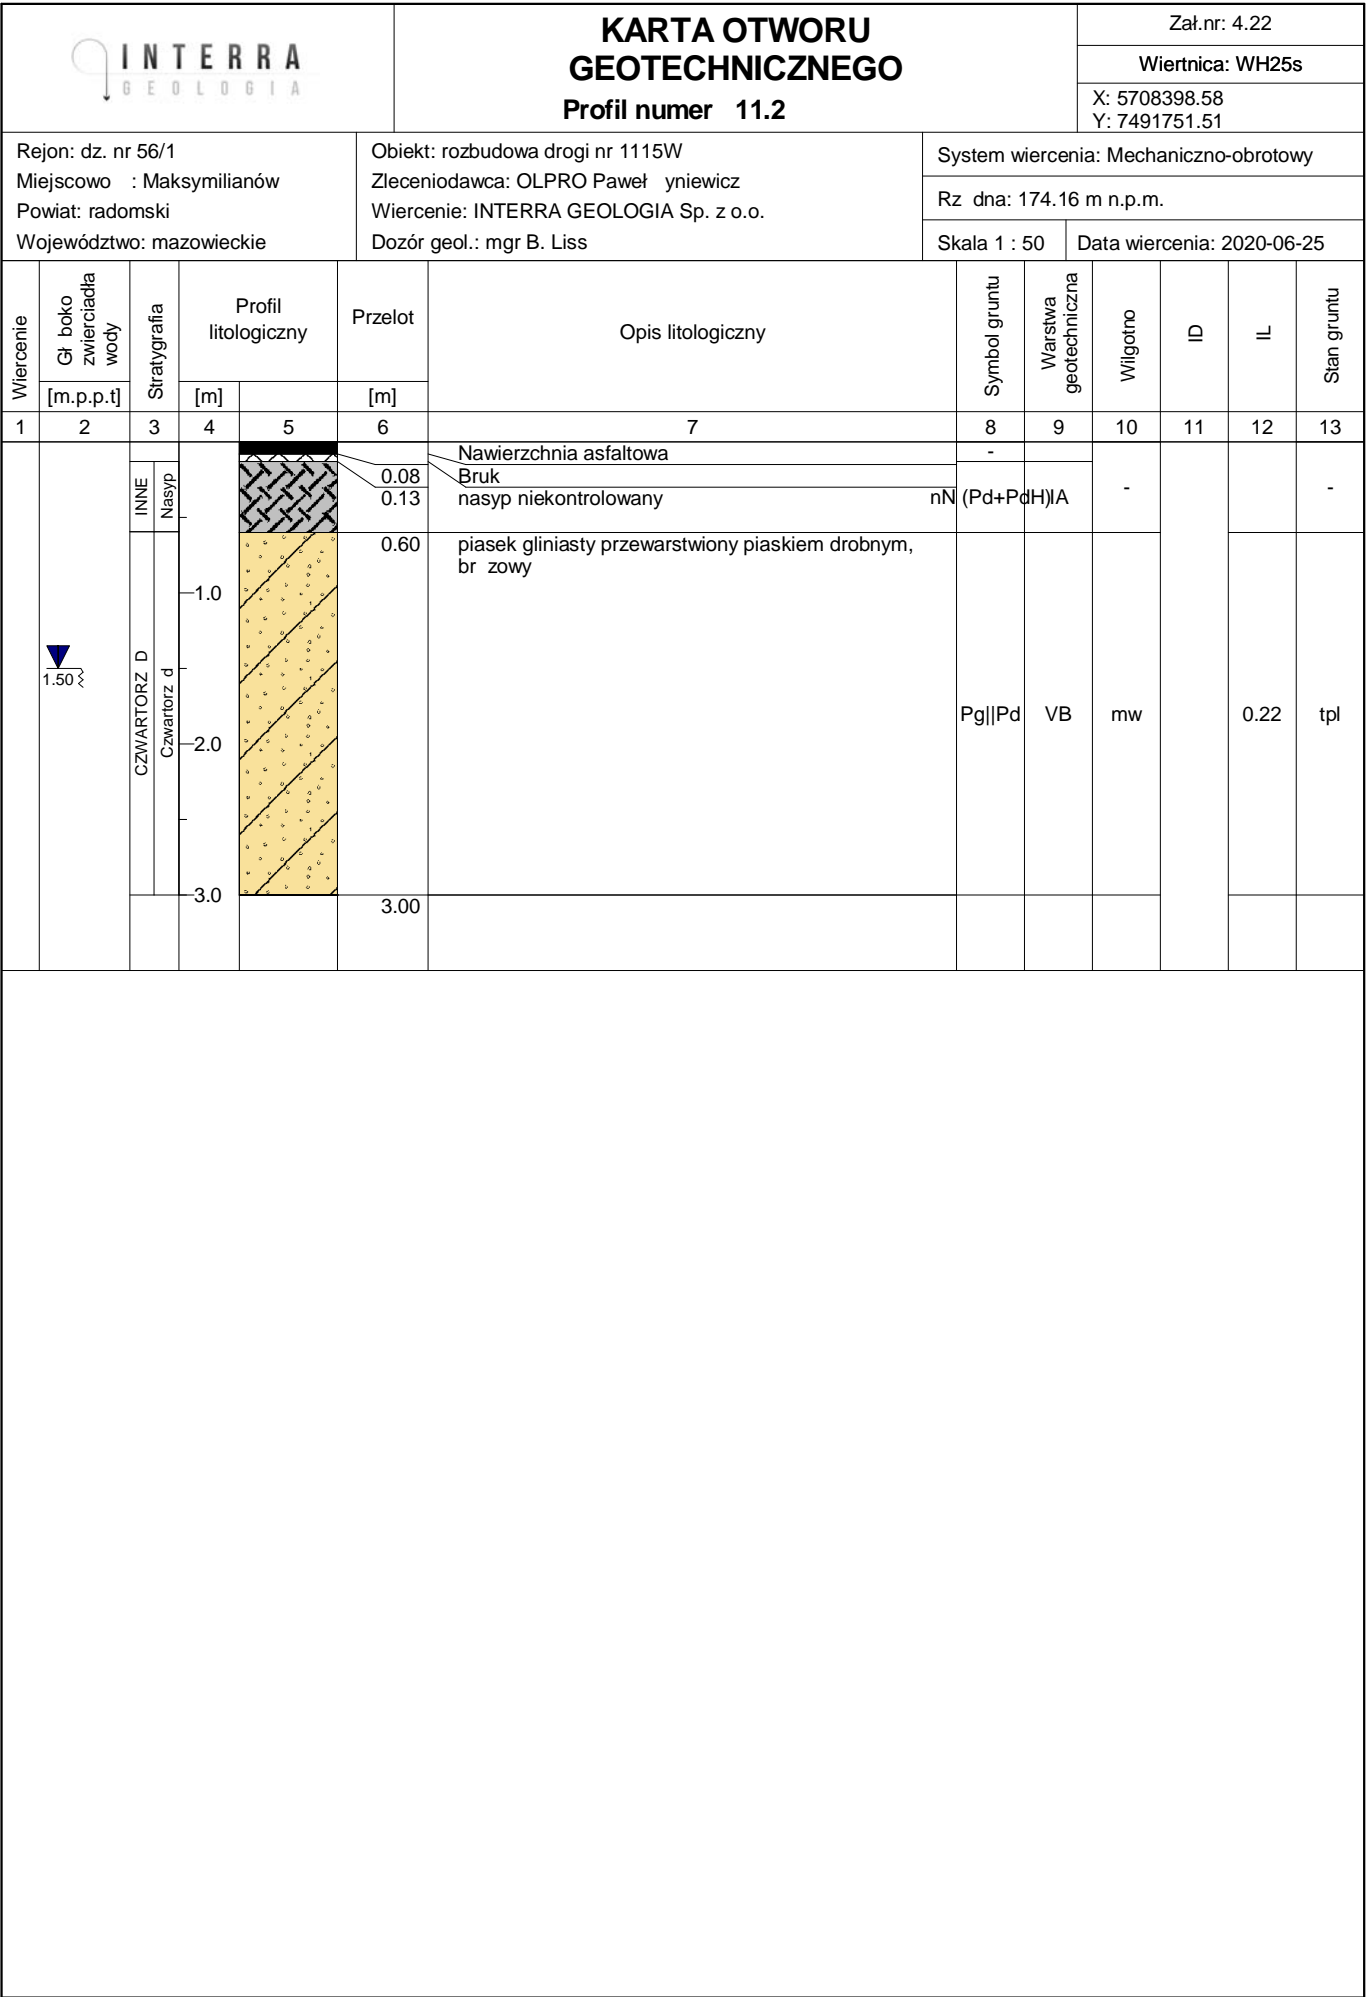 INTERRA
GEOLOGIA
KARTA OTWORU
GEOTECHNICZNEGO
Profil numer 11.2
Zał.nr: 4.22
Wiertnica: WH25s
X: 5708398.58
Y: 7491751.51
Rejon: dz. nr 56/1
Miejscowo : Maksymilianów
Powiat: radomski
Województwo: mazowieckie
Obiekt: rozbudowa drogi nr 1115W
Zleceniodawca: OLPRO Paweł yniewicz
Wiercenie: INTERRA GEOLOGIA Sp. z o.o.
Dozór geol.: mgr B. Liss
System wiercenia: Mechaniczno-obrotowy
Rz dna: 174.16 m n.p.m.
Skala 1 : 50
Data wiercenia: 2020-06-25
Wiercenie
Gł boko
zwierciadła
wody
[m.p.p.t]
Stratygrafia
Profil
litologiczny
[m]
Przelot
[m]
Opis litologiczny
Symbol gruntu
Warstwa
geotechniczna
Wilgotno
ID
IL
Stan gruntu
1 2 3 4 5 6 7 8 9 10 11 12 13
Nawierzchnia asfaltowa -
0.08 Bruk
INNE
Nasyp
0.13 nasyp niekontrolowany nN (Pd+PdH) IA - -
0.60 piasek gliniasty przewarstwiony piaskiem drobnym,
br zowy
1.0
1.50
CZWARTORZ D
Czwartorz d
Pg||Pd VB mw 0.22 tpl
2.0
3.0
3.00